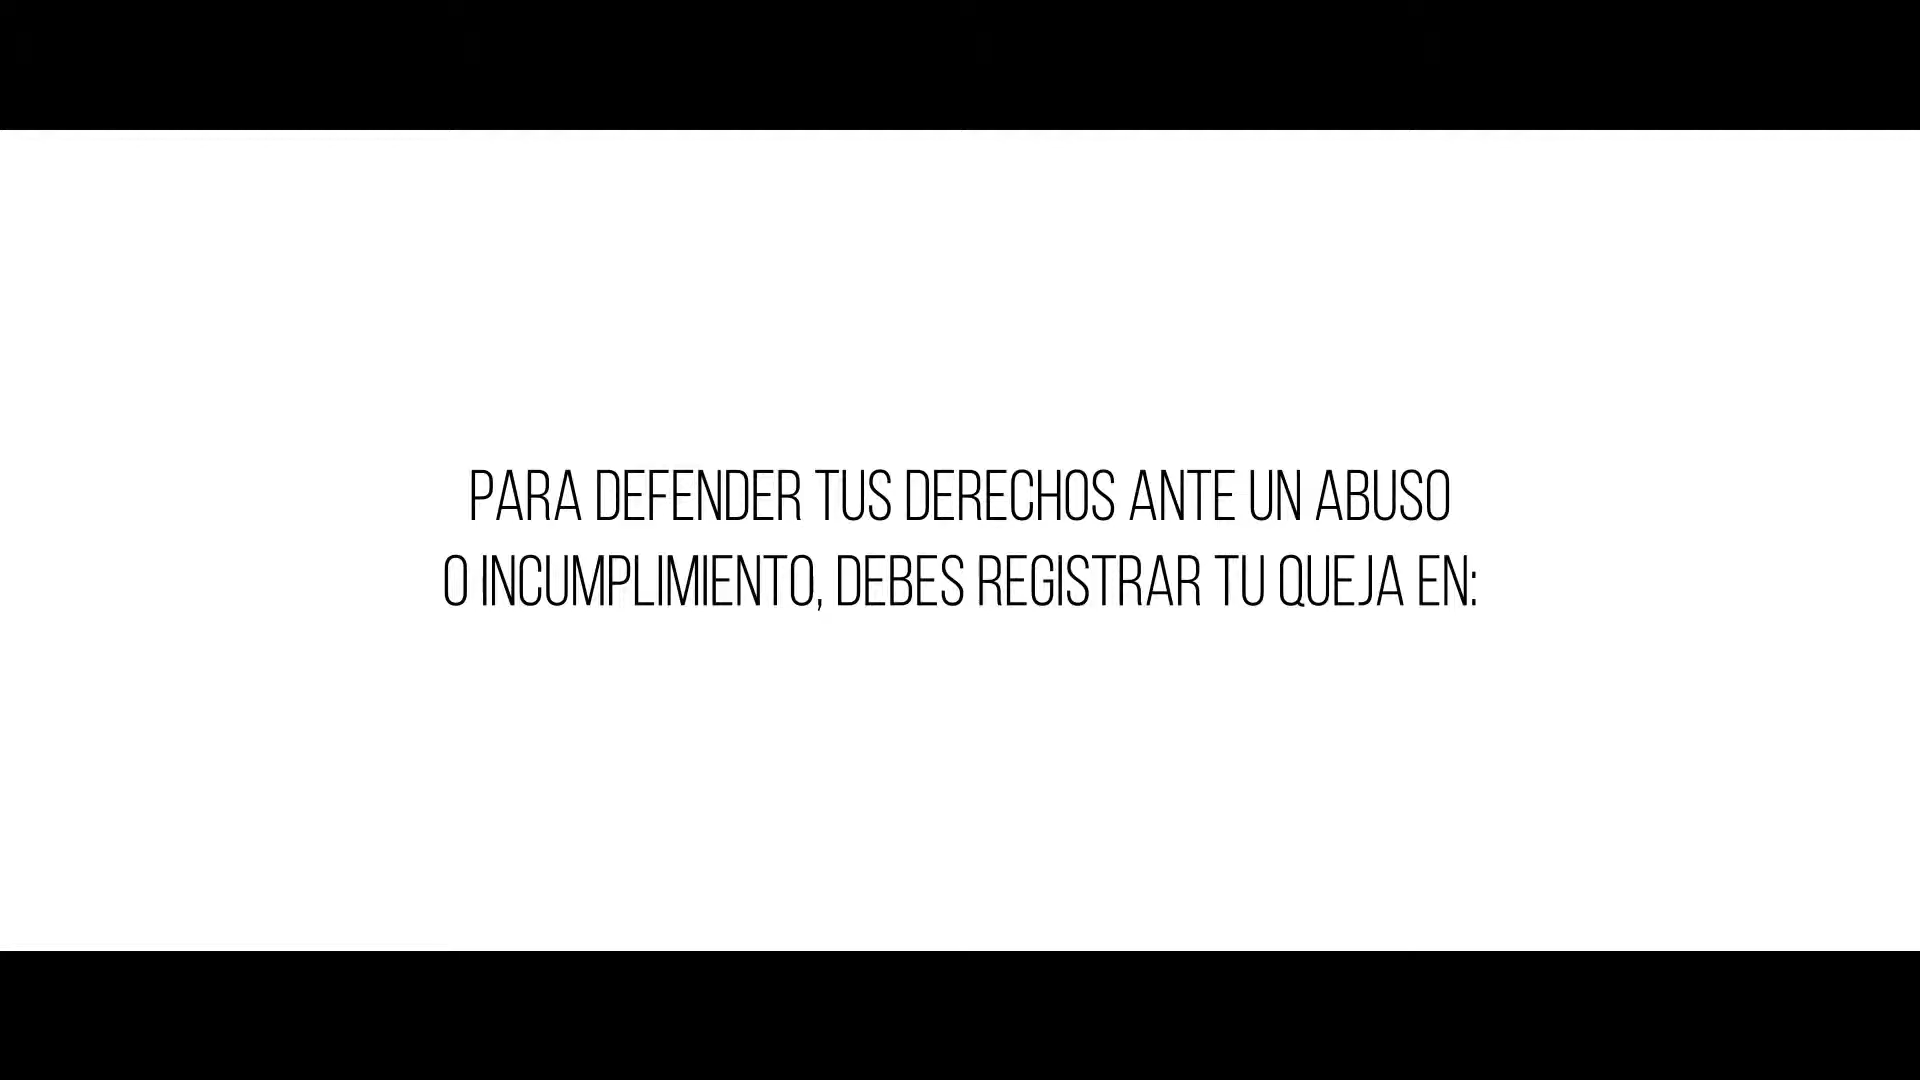 PARA DEFENDER TUS DERECHOS ANTE UN ABUSO
O INCUMPLIMIENTO, DEBES REGISTRAR TU QUEJA EN: